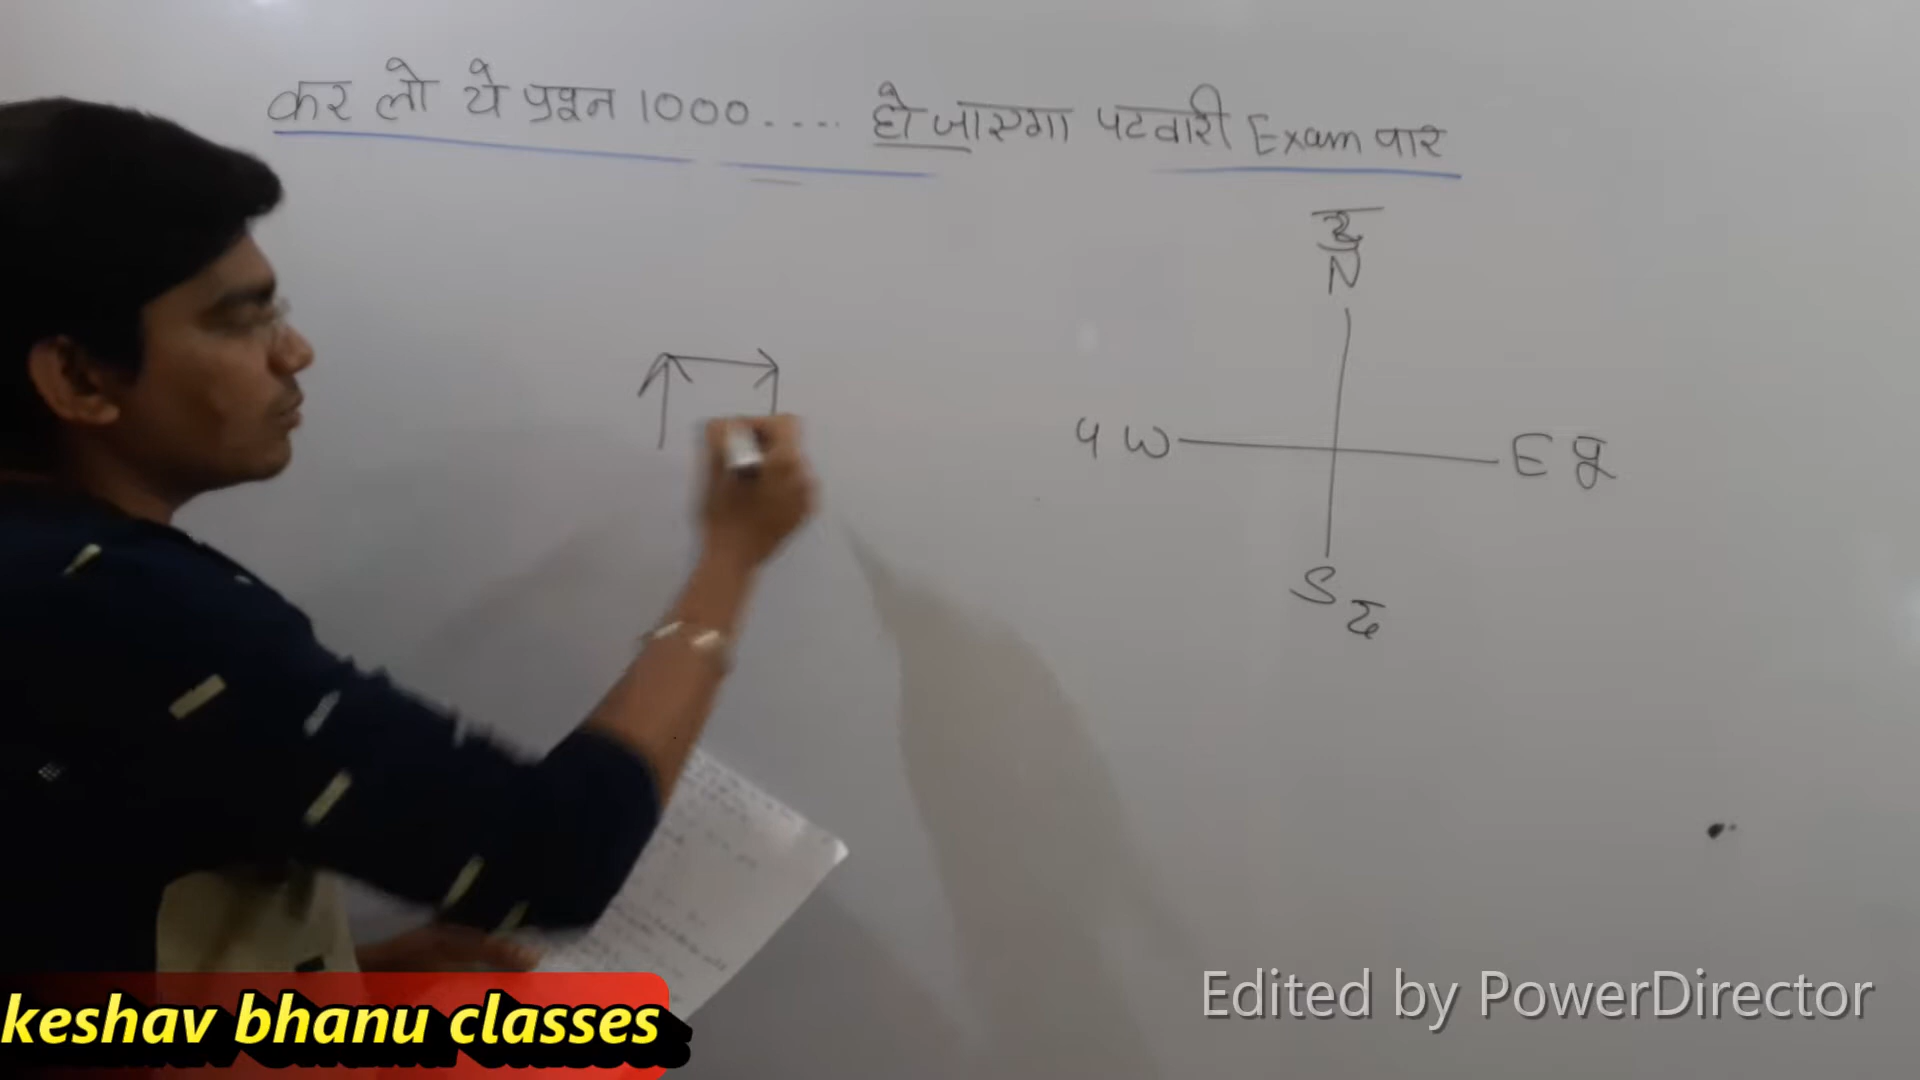 कर लो ये प्रश्न 1000.... हो जाएगा पटवारी Exam पार
उ
N
प W E पू
S द
keshav bhanu classes
Edited by PowerDirector